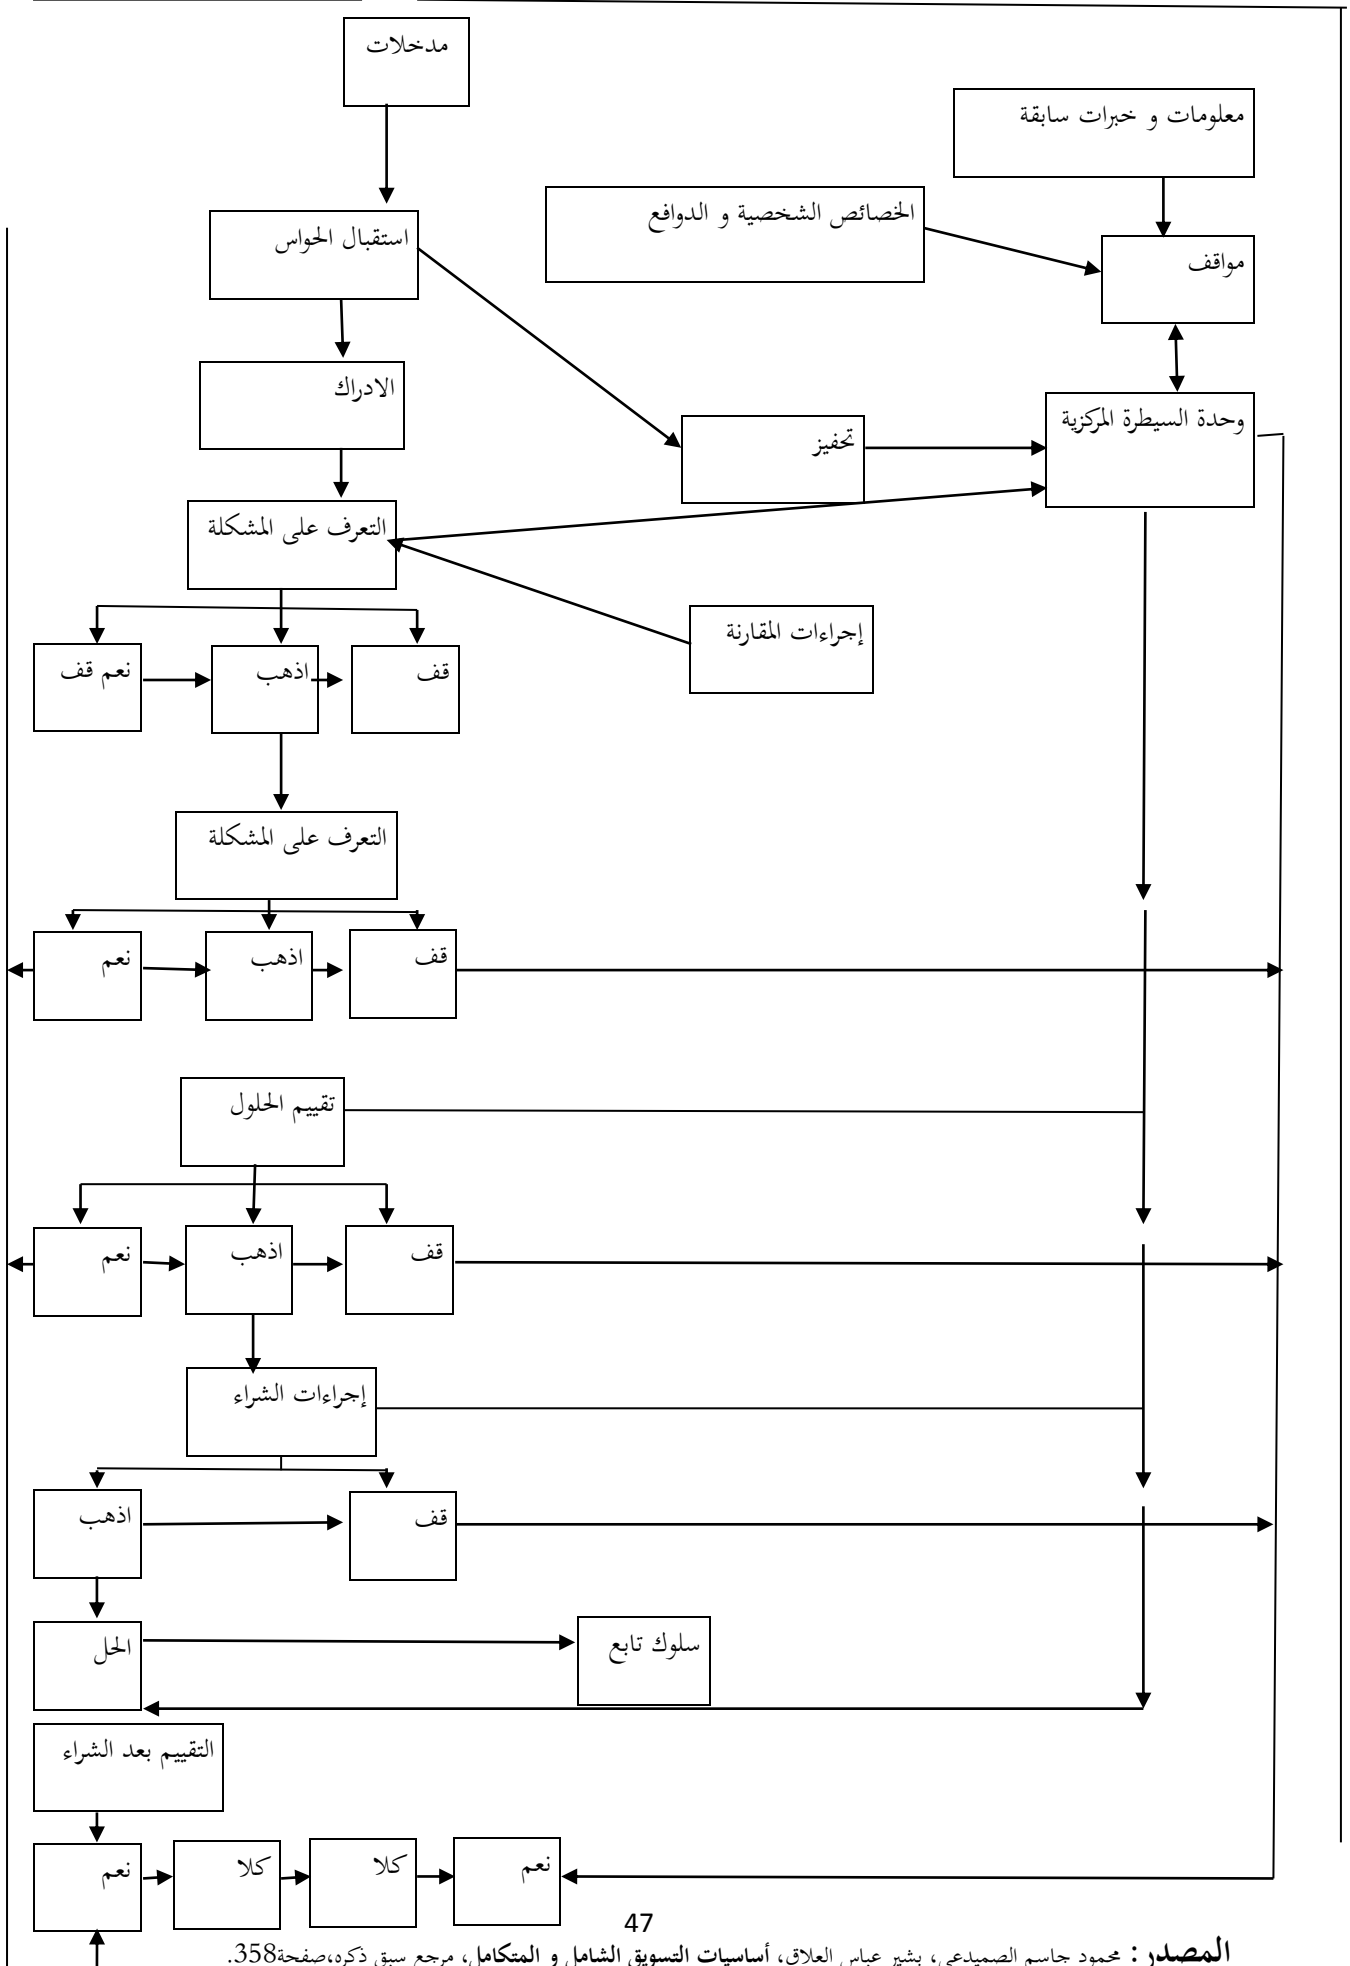 مدخلات
معلومات و خبرات سابقة
الخصائص الشخصية و الدوافع
استقبال الحواس
مواقف
الادراك
وحدة السيطرة المركزية
تحفيز
التعرف على المشكلة
إجراءات المقارنة
قف
اذهب
نعم قف
التعرف على المشكلة
قف
اذهب
نعم
تقييم الحلول
قف
اذهب
نعم
إجراءات الشراء
قف
اذهب
سلوك تابع
الحل
التقييم بعد الشراء
نعم
كلا
كلا
نعم
47
المصدر : محمود جاسم الصميدعي، بشير عباس العلاق، أساسيات التسويق الشامل و المتكامل، مرجع سبق ذكره،صفحة358.